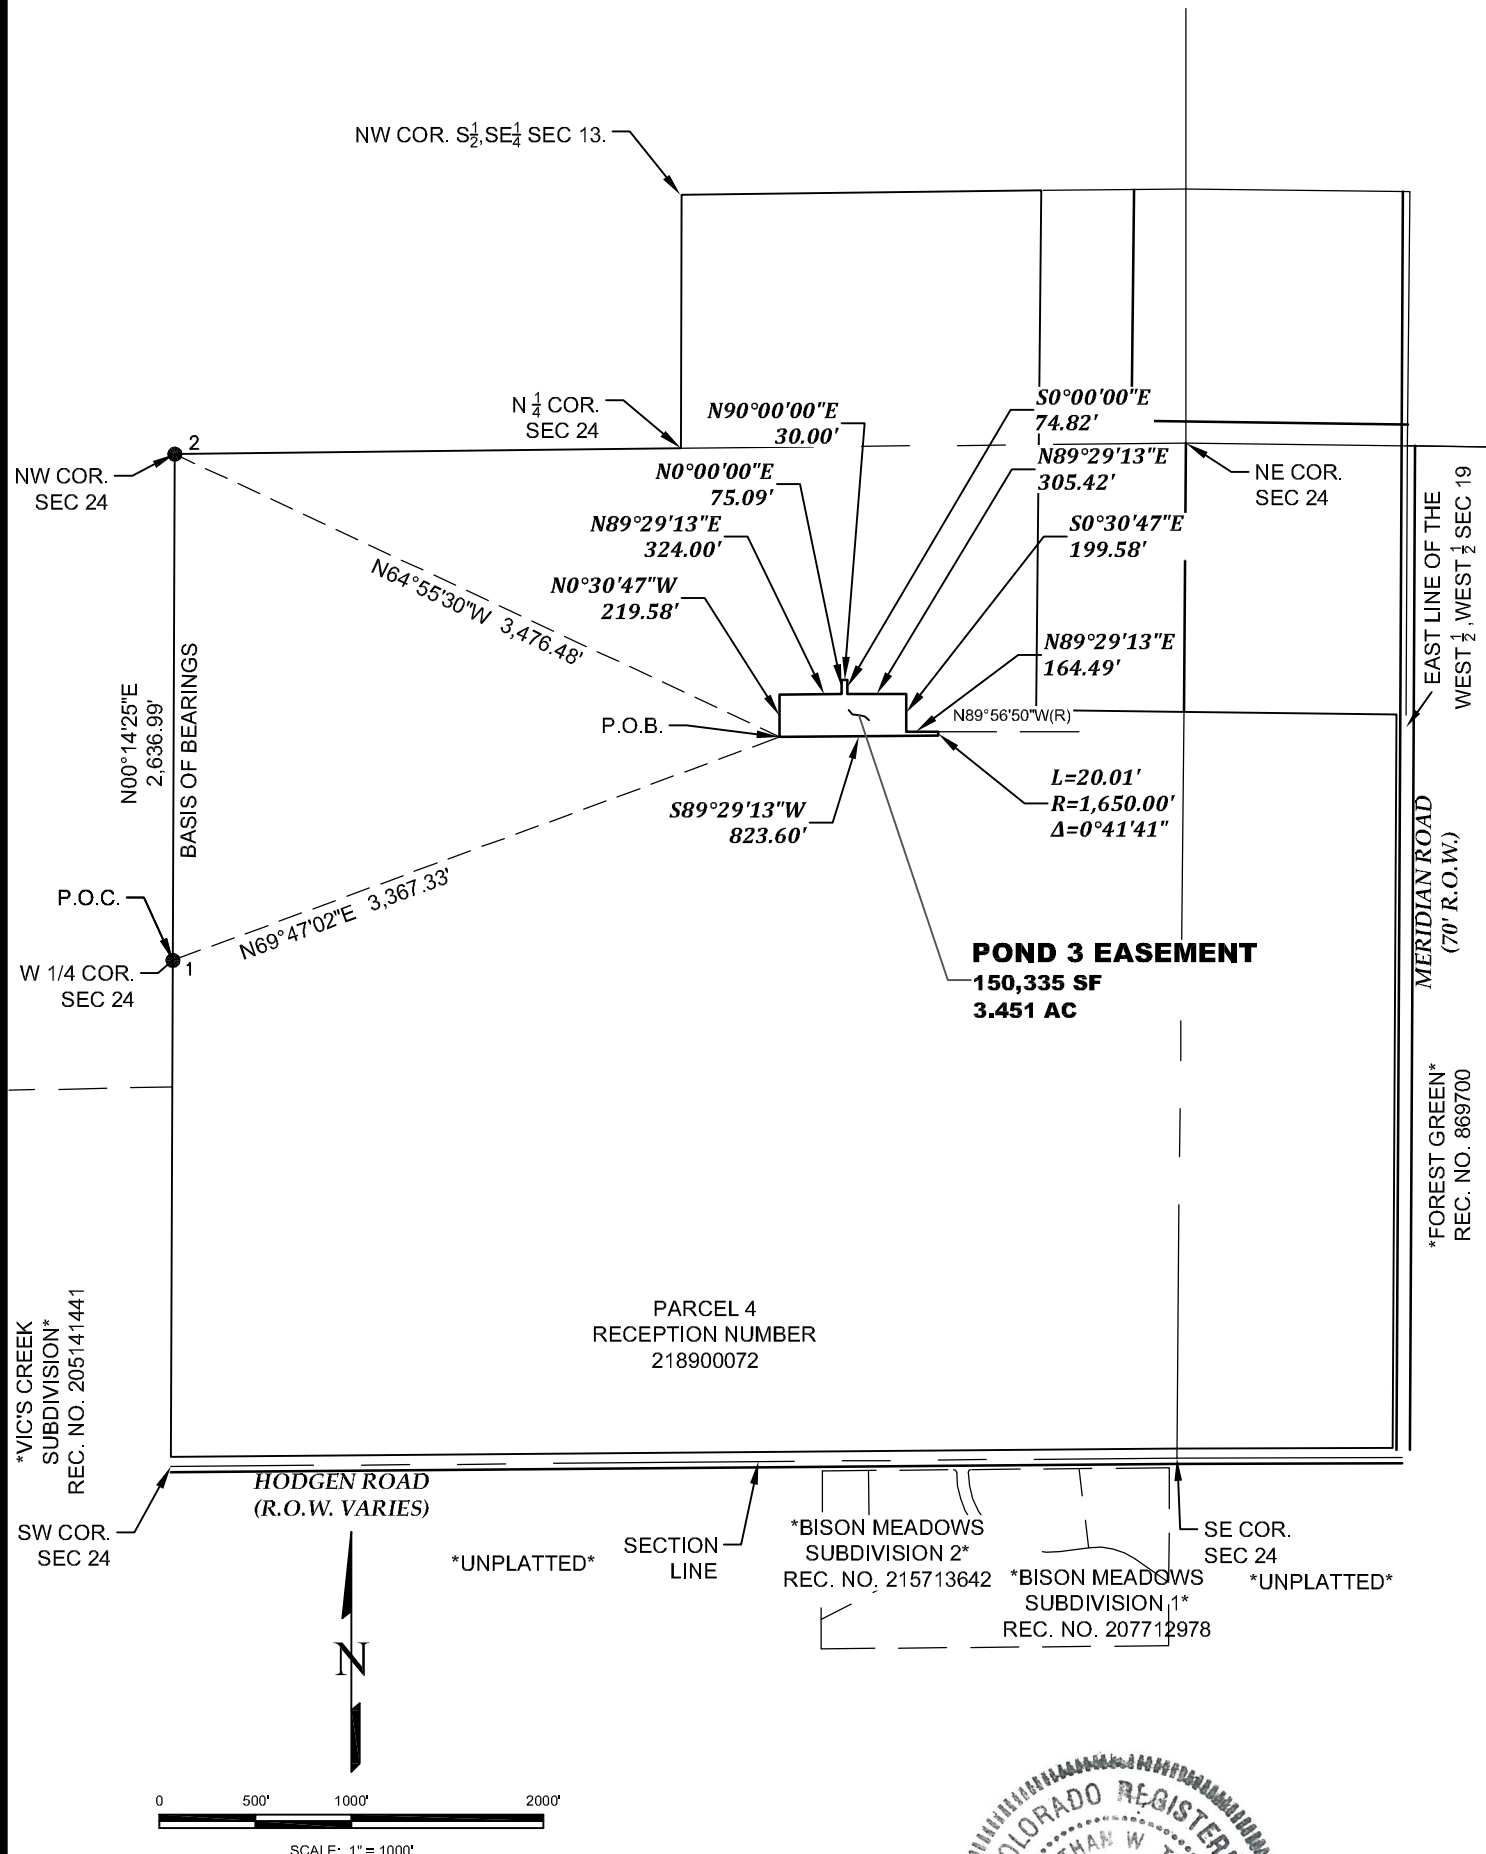 NW COR. S1/2,SE1/4 SEC 13.
N 1/4 COR.
SEC 24
2
NW COR.
SEC 24
N90°00'00"E
30.00'
S0°00'00"E
74.82'
N0°00'00"E
75.09'
N89°29'13"E
305.42'
NE COR.
SEC 24
N89°29'13"E
324.00'
S0°30'47"E
199.58'
N0°30'47"W
219.58'
N89°29'13"E
164.49'
EAST LINE OF THE
WEST 1/2 ,WEST 1/2 SEC 19
N64°55'30"W 3,476.48'
N89°56'50"W(R)
P.O.B.
N00°14'25"E
2,636.99'
BASIS OF BEARINGS
L=20.01'
R=1,650.00'
Δ=0°41'41"
S89°29'13"W
823.60'
MERIDIAN ROAD
(70' R.O.W.)
N69°47'02"E 3,367.33'
P.O.C.
1
W 1/4 COR.
SEC 24
POND 3 EASEMENT
150,335 SF
3.451 AC
*FOREST GREEN*
REC. NO. 869700
*VIC'S CREEK
SUBDIVISION*
REC. NO. 205141441
PARCEL 4
RECEPTION NUMBER
218900072
HODGEN ROAD
(R.O.W. VARIES)
SW COR.
SEC 24
*UNPLATTED*
SECTION
LINE
*BISON MEADOWS
SUBDIVISION 2*
REC. NO. 215713642
*BISON MEADOWS
SUBDIVISION 1*
REC. NO. 207712978
SE COR.
SEC 24
*UNPLATTED*
N
0 500' 1000' 2000'
SCALE: 1" = 1000'